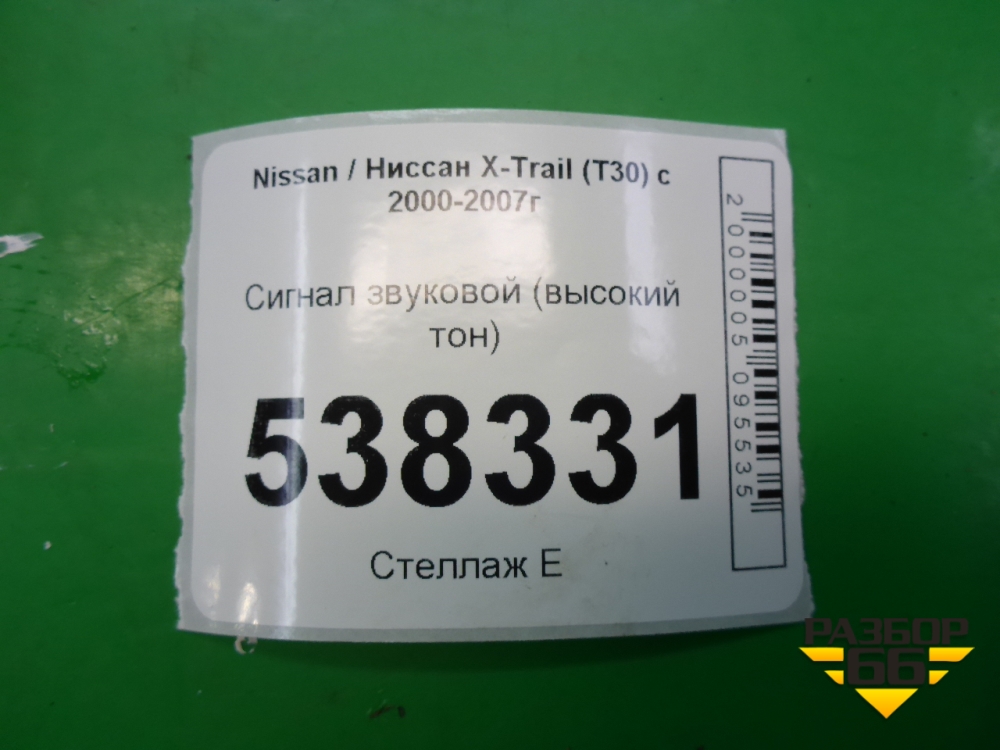 Nissan / Ниссан X-Trail (T30) с
2000-2007г
Сигнал звуковой (высокий
тон)
538331
Стеллаж Е
2000005095535
РАЗБОР
66